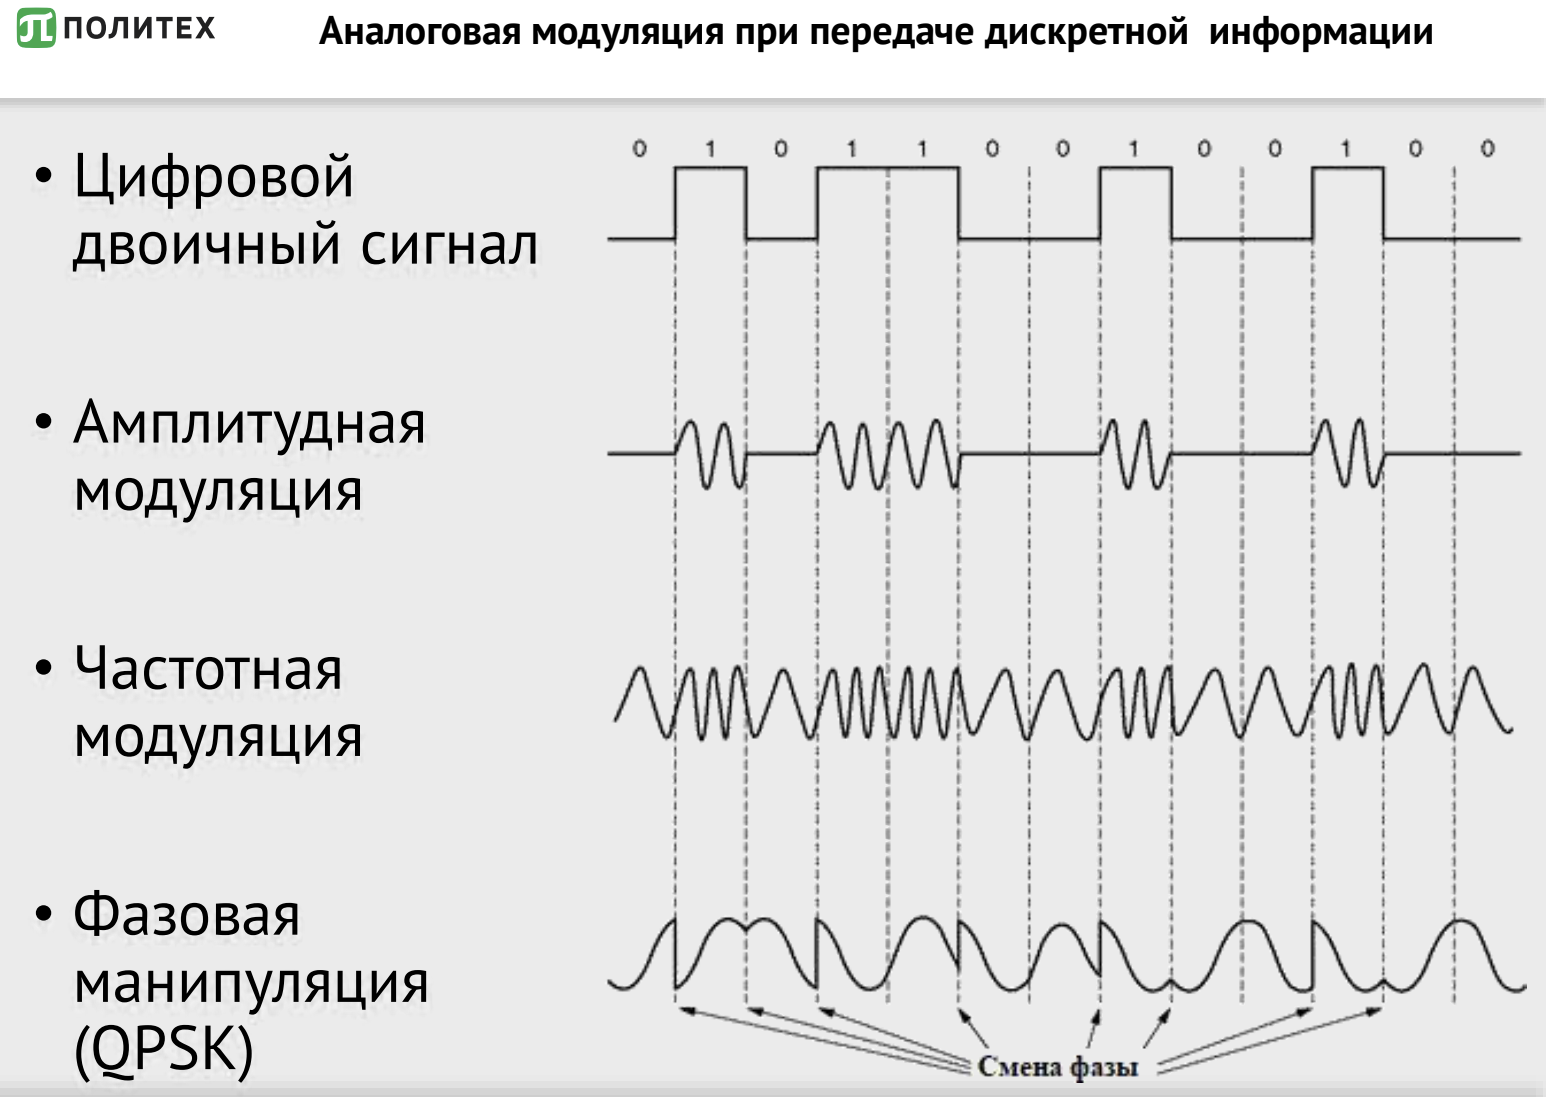 ПОЛИТЕХ
Аналоговая модуляция при передаче дискретной информации
0 1 0 1 1 0 0 1 0 0 1 0 0
• Цифровой
двоичный сигнал
• Амплитудная
модуляция
• Частотная
модуляция
• Фазовая
манипуляция
(QPSK)
Смена фазы